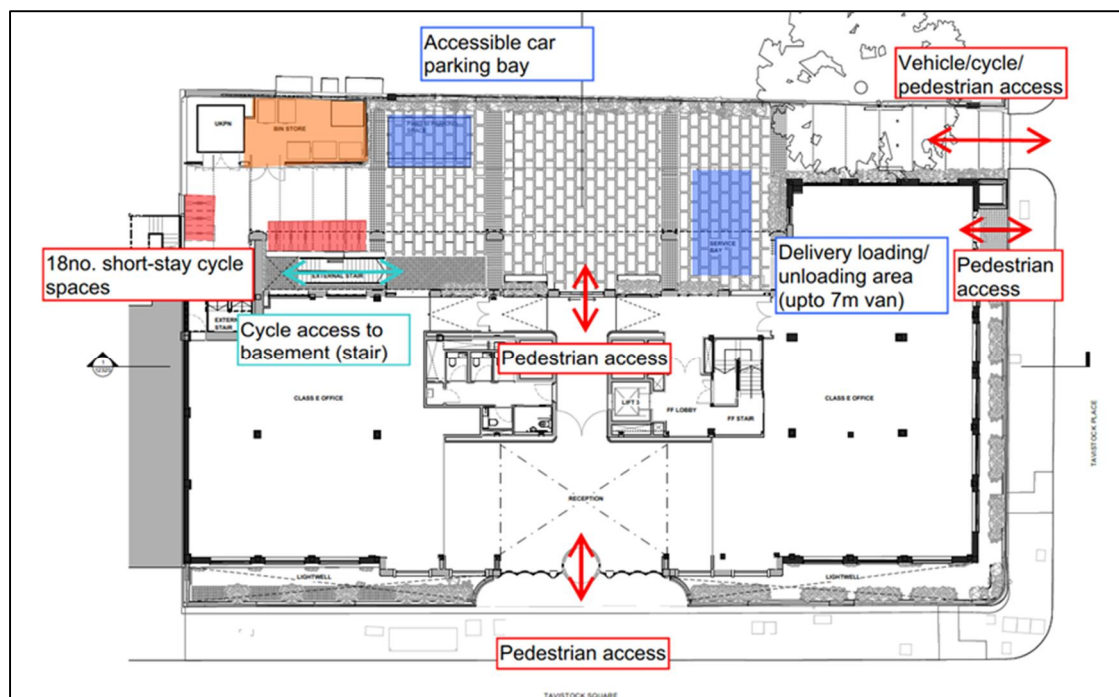 Accessible car
parking bay
Vehicle/cycle/
pedestrian access
UKPN
BIN STORE
SPACE
SERVICE
BAY
18no. short-stay cycle
spaces
EXTERNAL STAIR
Delivery loading/
unloading area
(upto 7m van)
Pedestrian
access
STAIR
Cycle access to
basement (stair)
Pedestrian access
CLASS E OFFICE
LIFT 3
FF LOBBY
FF STAIR
CLASS E OFFICE
TAVISTOCK PLACE
RECEPTION
LIGHTWELL
LIGHTWELL
Pedestrian access
TAVISTOCK SQUARE